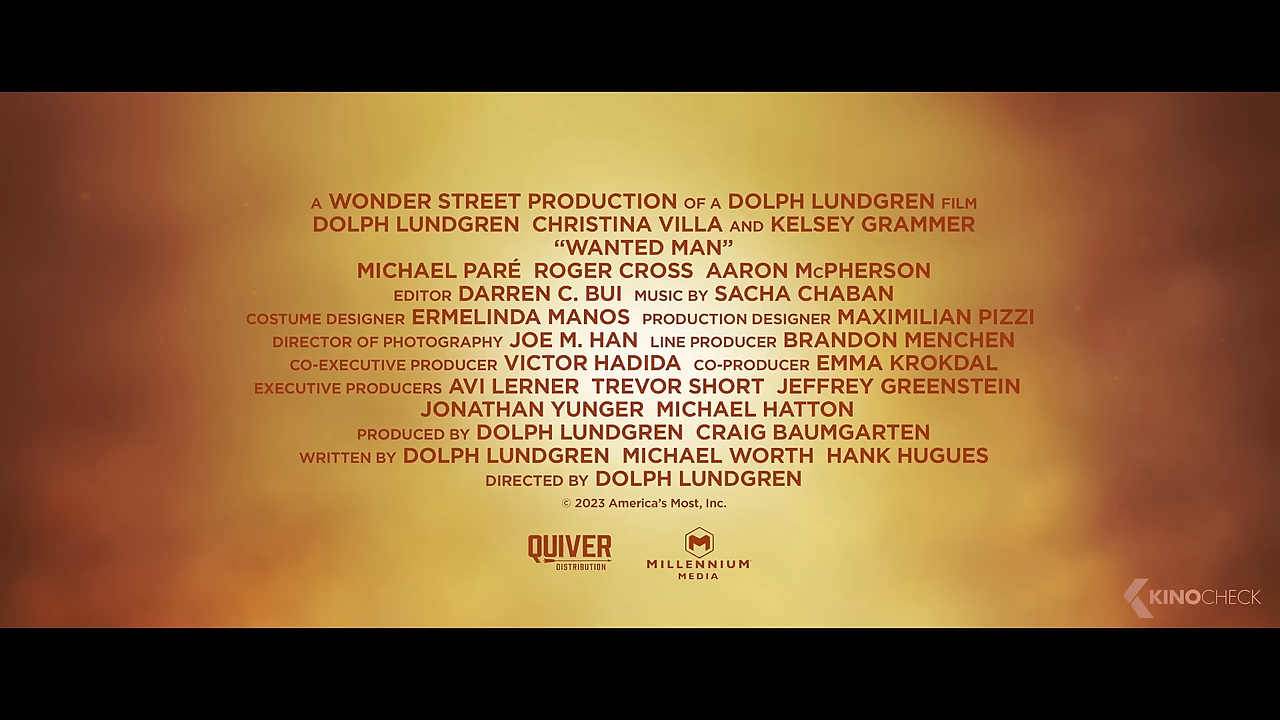 A WONDER STREET PRODUCTION OF A DOLPH LUNDGREN FILM
DOLPH LUNDGREN CHRISTINA VILLA AND KELSEY GRAMMER
“WANTED MAN”
MICHAEL PARÉ ROGER CROSS AARON McPHERSON
EDITOR DARREN C. BUI MUSIC BY SACHA CHABAN
COSTUME DESIGNER ERMELINDA MANOS PRODUCTION DESIGNER MAXIMILIAN PIZZI
DIRECTOR OF PHOTOGRAPHY JOE M. HAN LINE PRODUCER BRANDON MENCHEN
CO-EXECUTIVE PRODUCER VICTOR HADIDA CO-PRODUCER EMMA KROKDAL
EXECUTIVE PRODUCERS AVI LERNER TREVOR SHORT JEFFREY GREENSTEIN
JONATHAN YUNGER MICHAEL HATTON
PRODUCED BY DOLPH LUNDGREN CRAIG BAUMGARTEN
WRITTEN BY DOLPH LUNDGREN MICHAEL WORTH HANK HUGUES
DIRECTED BY DOLPH LUNDGREN
© 2023 America’s Most, Inc.
QUIVER
DISTRIBUTION
MILLENNIUM
MEDIA
KINOCHECK